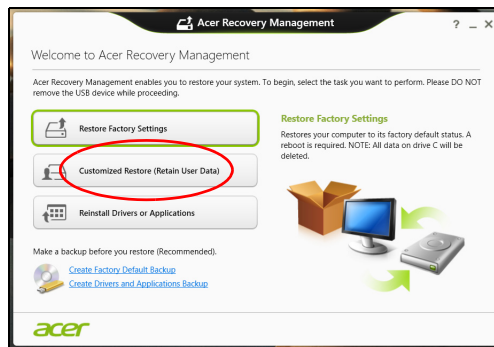 Acer Recovery Management
Welcome to Acer Recovery Management
Acer Recovery Management enables you to restore your system. To begin, select the task you want to perform. Please DO NOT
remove the USB device while proceeding.
Restore Factory Settings
Customized Restore (Retain User Data)
Reinstall Drivers or Applications
Restore Factory Settings
Restores your computer to its factory default status. A
reboot is required. NOTE: All data on drive C will be
deleted.
Make a backup before you restore (Recommended).
Create Factory Default Backup
Create Drivers and Applications Backup
acer